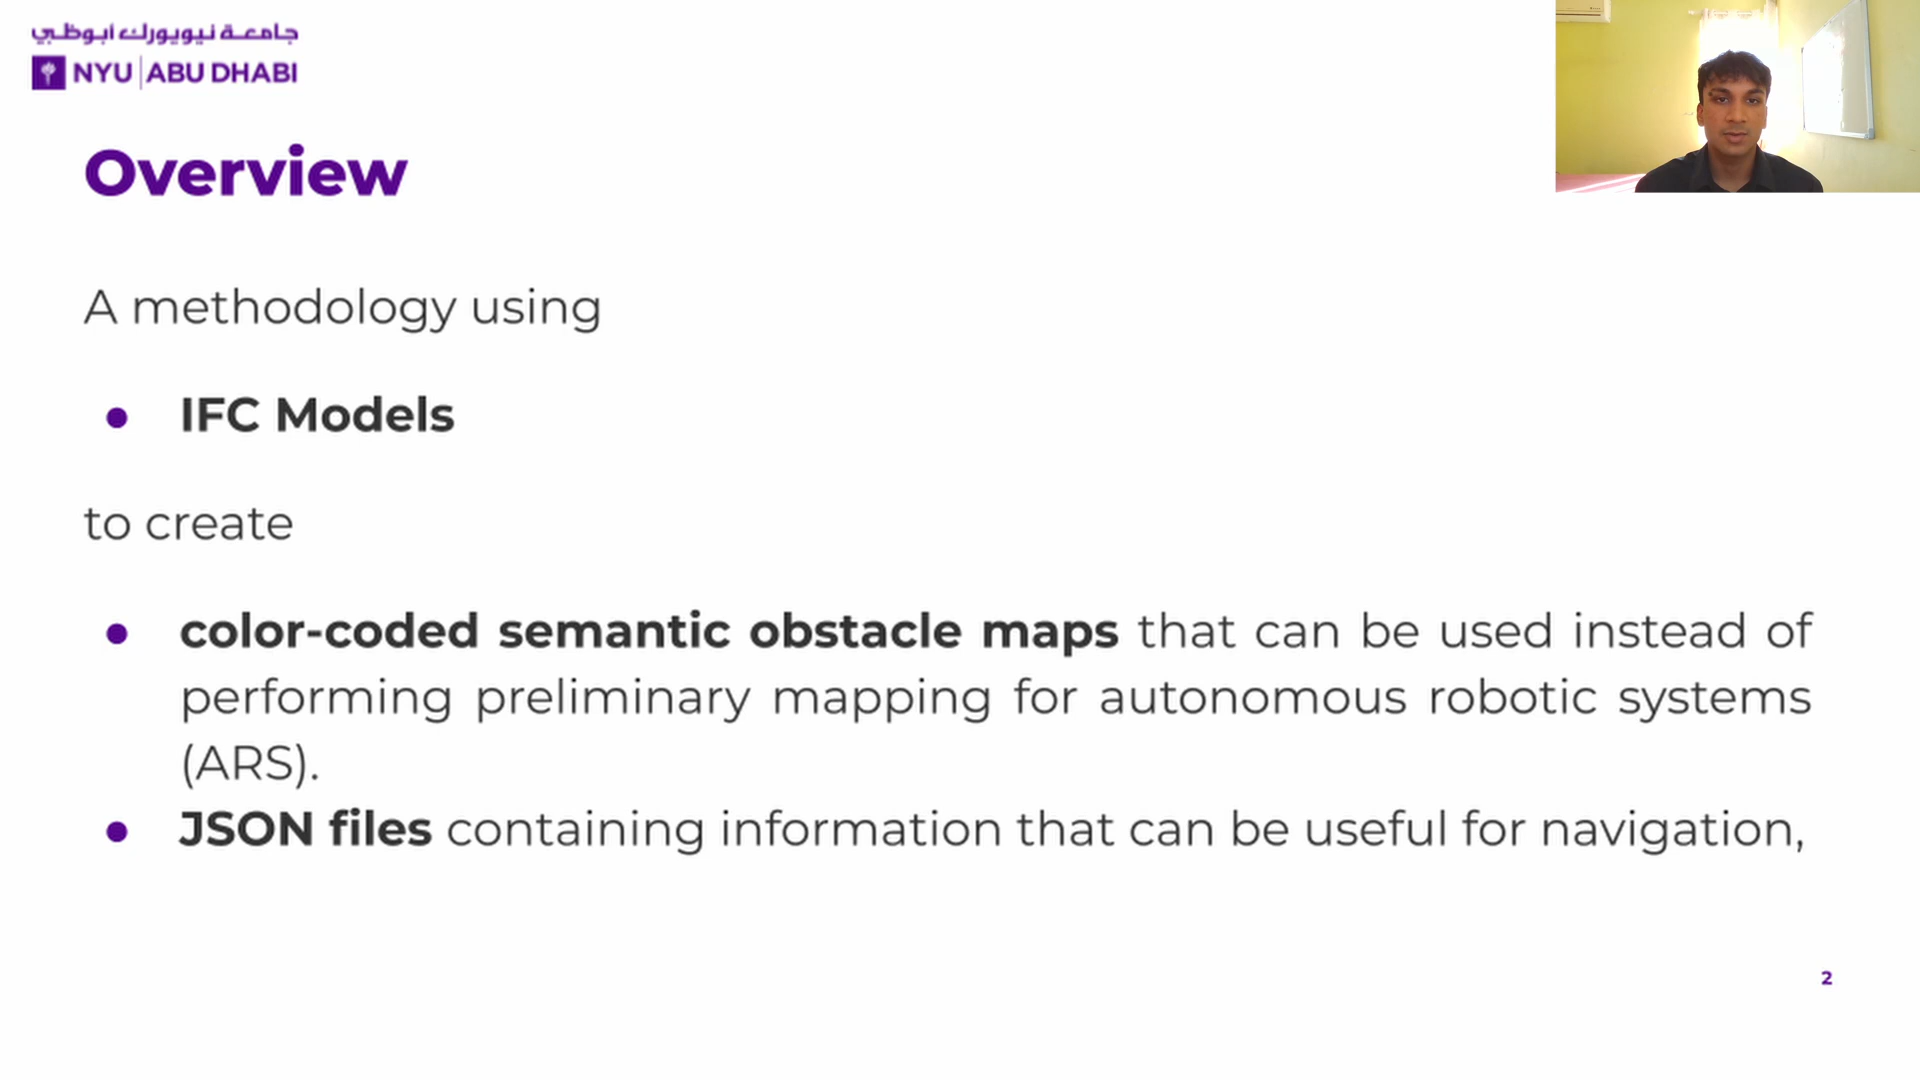 جامعة نيويورك أبوظبي
NYU | ABU DHABI
Overview
A methodology using
● IFC Models
to create
● color-coded semantic obstacle maps that can be used instead of
performing preliminary mapping for autonomous robotic systems
(ARS).
● JSON files containing information that can be useful for navigation,
2